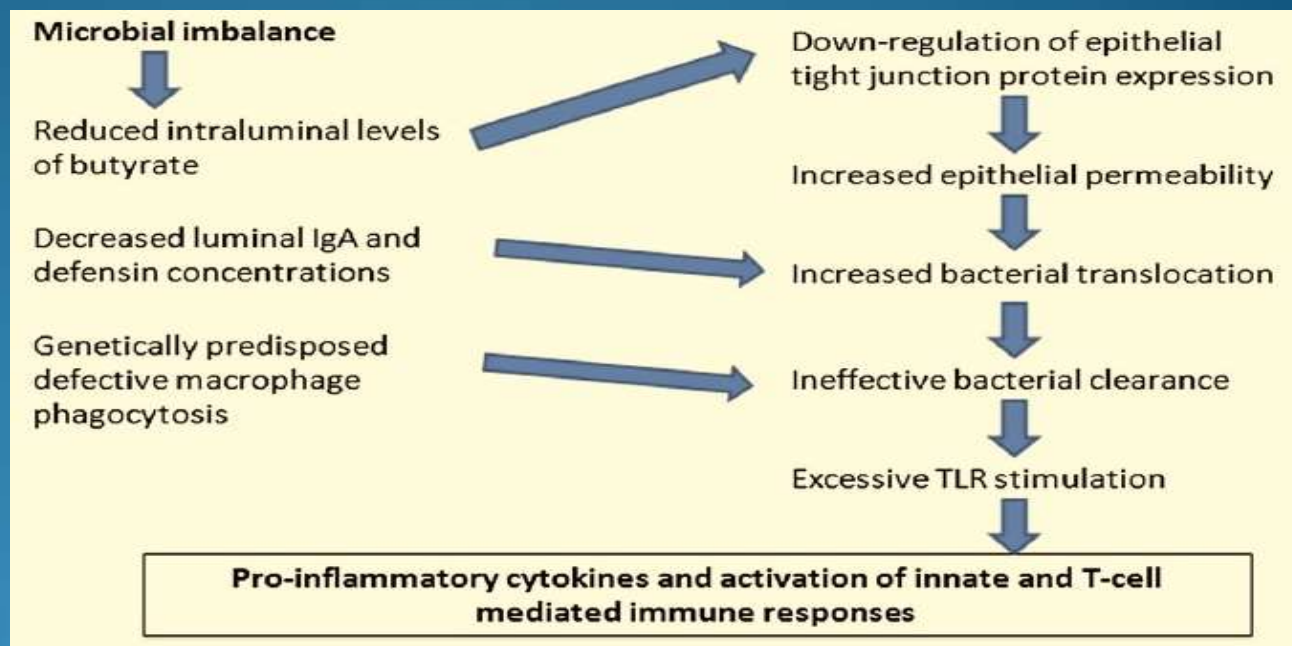 Microbial imbalance
Reduced intraluminal levels
of butyrate
Decreased luminal IgA and
defensin concentrations
Genetically predisposed
defective macrophage
phagocytosis
Down-regulation of epithelial
tight junction protein expression
Increased epithelial permeability
Increased bacterial translocation
Ineffective bacterial clearance
Excessive TLR stimulation
Pro-inflammatory cytokines and activation of innate and T-cell
mediated immune responses